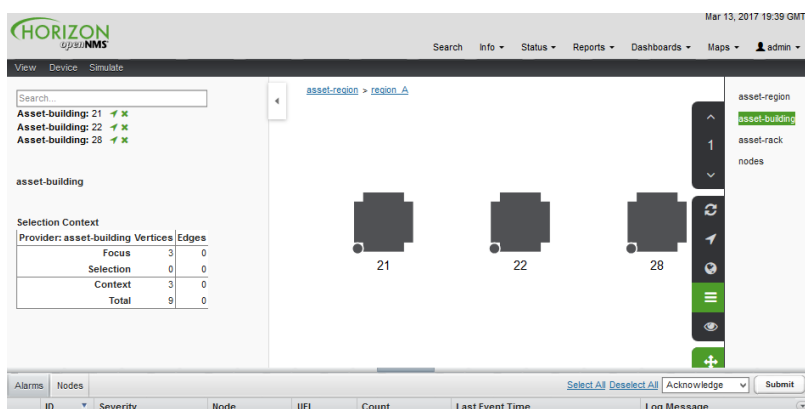 Mar 13, 2017 19:39 GMT
HORIZON
openNMS
Search Info Status Reports Dashboards Maps admin
View Device Simulate
Search...
Asset-building: 21
Asset-building: 22
Asset-building: 28
asset-building
Selection Context
Provider: asset-building Vertices Edges
Focus 3 0
Selection 0 0
Context 3 0
Total 9 0
asset-region > region_A
21 22 28
1
asset-region
asset-building
asset-rack
nodes
Alarms Nodes
Select All Deselect All Acknowledge Submit
ID Severity Node UEI Count Last Event Time Log Message